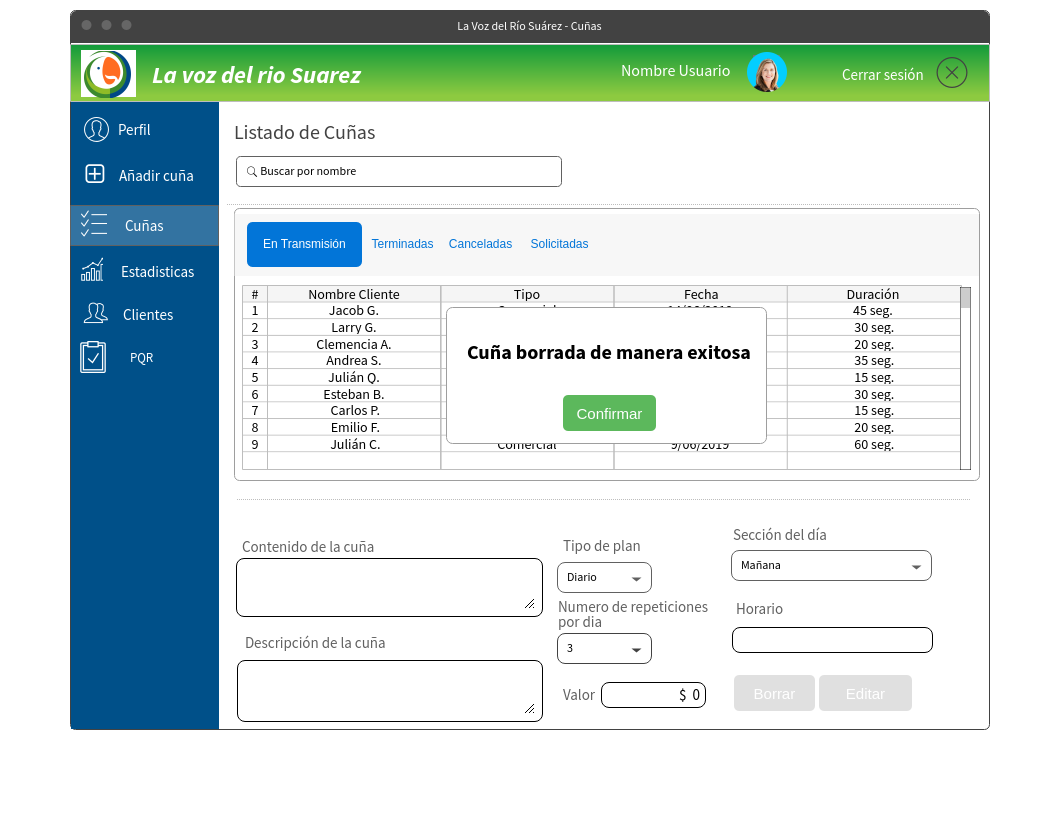 La Voz del Río Suárez - Cuñas
La voz del rio Suarez
Nombre Usuario
Cerrar sesión
Perfil
Añadir cuña
Cuñas
Estadisticas
Clientes
PQR
Listado de Cuñas
Buscar por nombre
En Transmisión Terminadas Canceladas Solicitadas
# Nombre Cliente Tipo Fecha Duración
1 Jacob G. 45 seg.
2 Larry G. 30 seg.
3 Clemencia A. 20 seg.
4 Andrea S. 35 seg.
5 Julián Q. 15 seg.
6 Esteban B. 30 seg.
7 Carlos P. 15 seg.
8 Emilio F. 20 seg.
9 Julián C. Comercial 9/06/2019 60 seg.
Cuña borrada de manera exitosa
Confirmar
Contenido de la cuña
Descripción de la cuña
Tipo de plan
Diario
Numero de repeticiones
por dia
3
Valor $ 0
Sección del día
Mañana
Horario
Borrar Editar